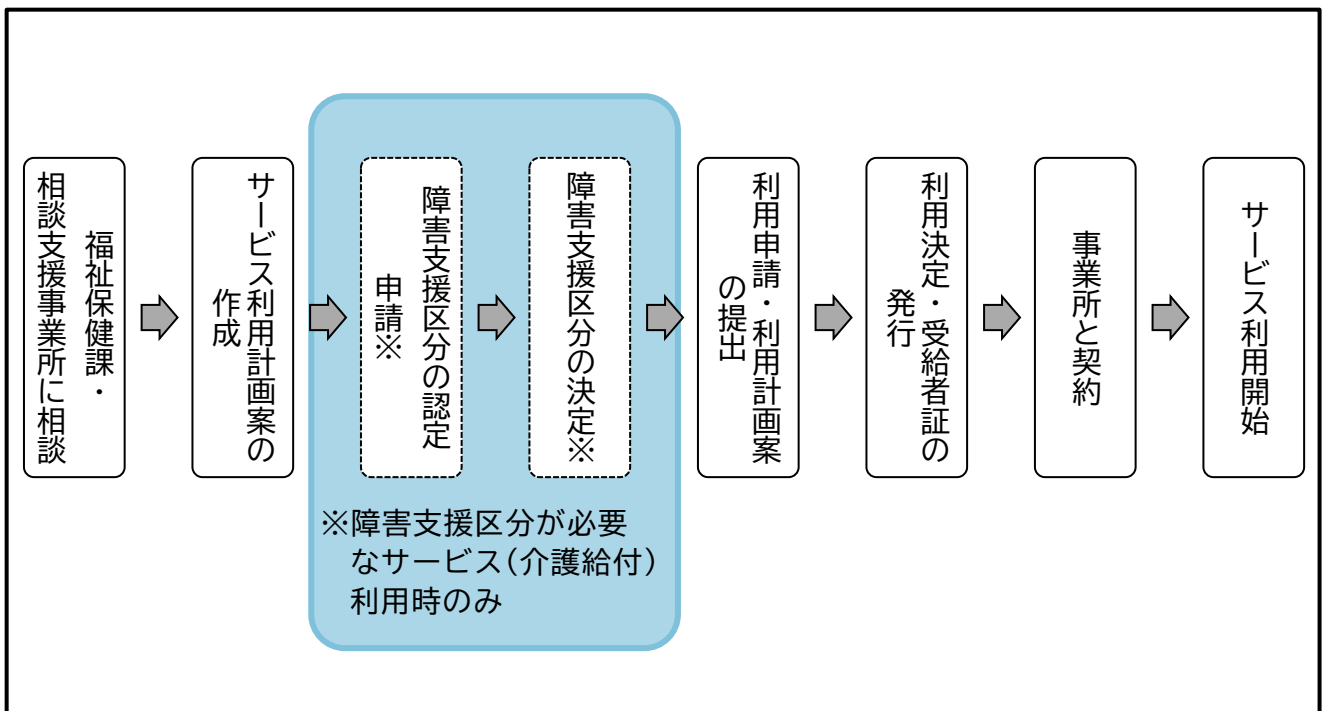 福祉保健課・
相談支援事業所に相談
サービス利用計画案の
作成
障害支援区分の認定
申請※
障害支援区分の決定※
利用申請・利用計画案
の提出
利用決定・受給者証の
発行
事業所と契約
サービス利用開始
※障害支援区分が必要
なサービス(介護給付)
利用時のみ